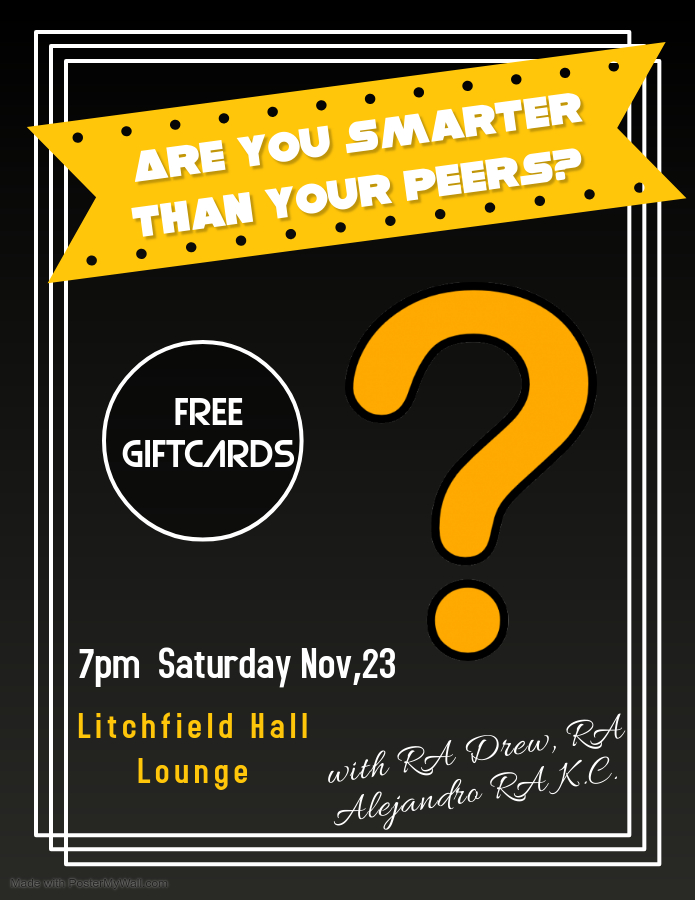 ARE YOU SMARTER
THAN YOUR PEERS?
FREE
GIFTCARDS
?
7pm Saturday Nov,23
Litchfield Hall
Lounge
with RA Drew, RA
Alejandro RA K.C.
Made with PosterMyWall.com